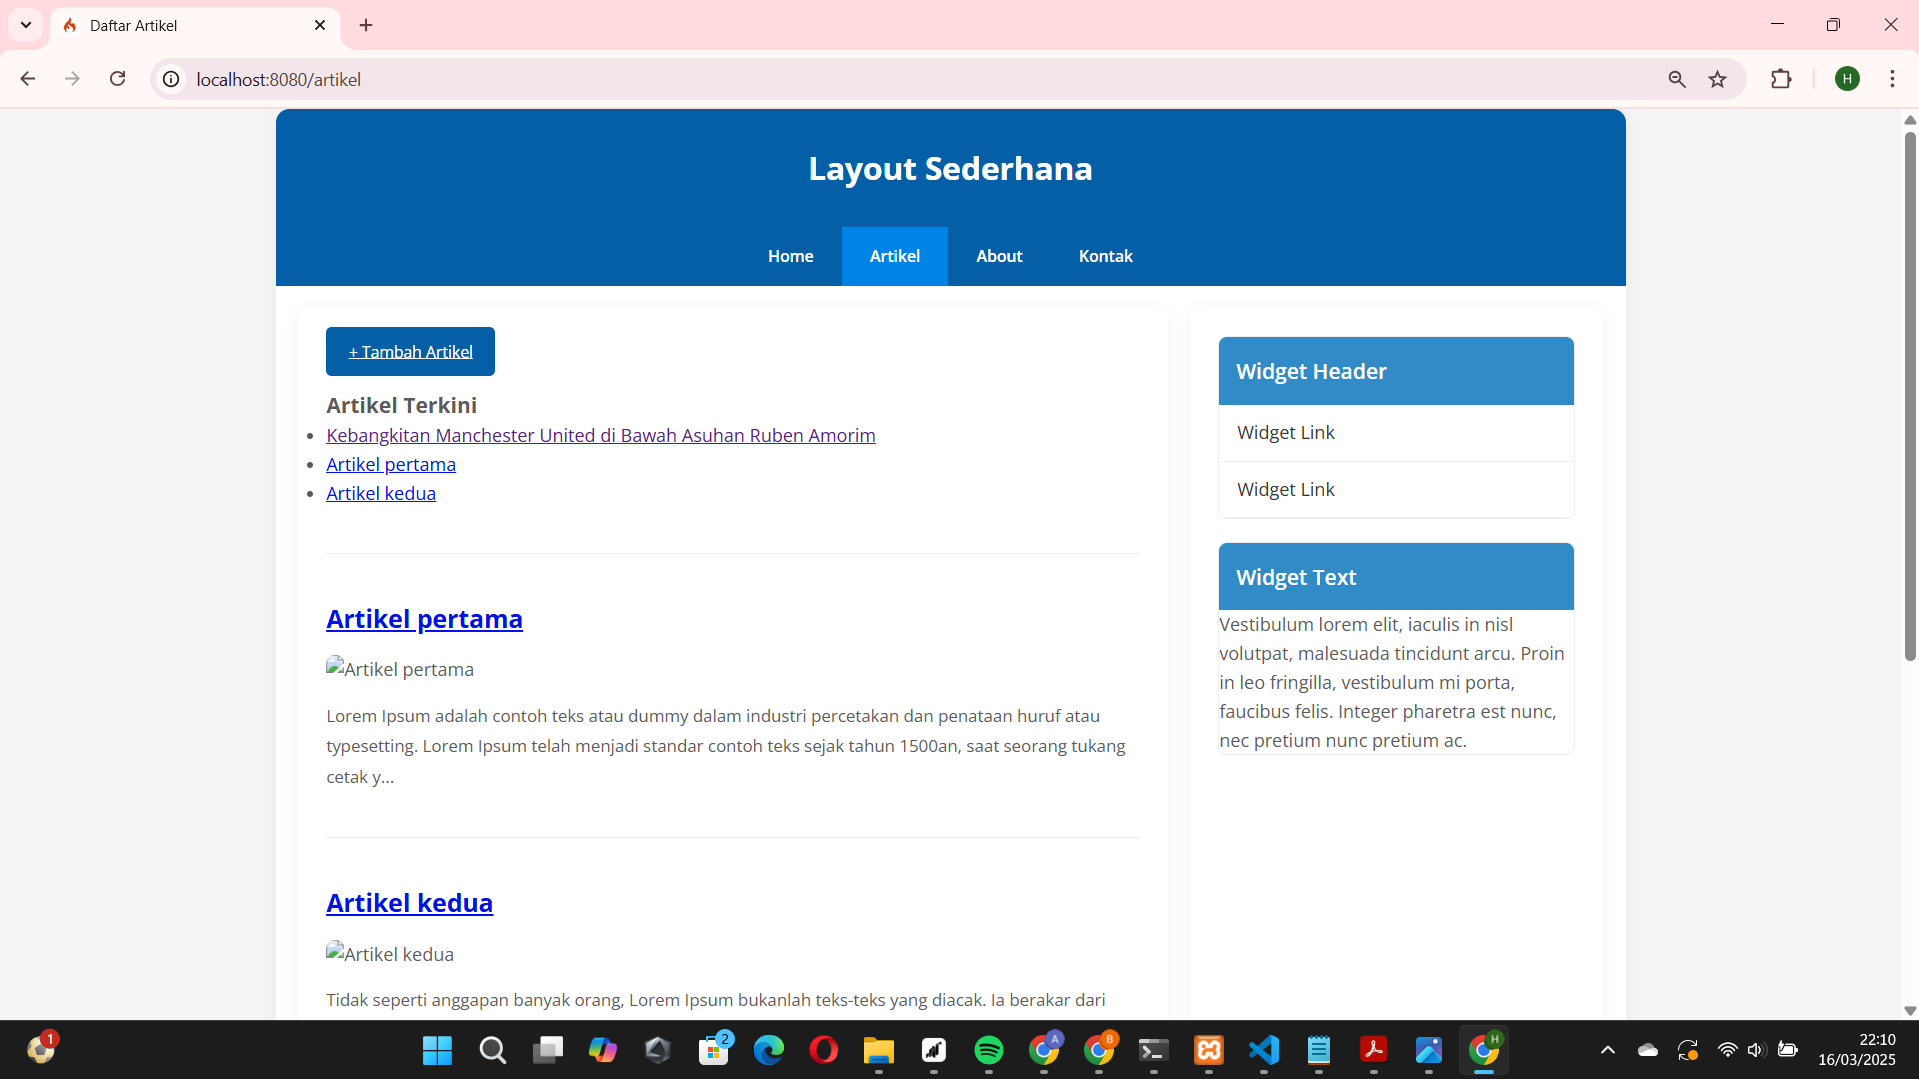 Daftar Artikel
localhost:8080/artikel
H
Layout Sederhana
Home Artikel About Kontak
+ Tambah Artikel
Artikel Terkini
Kebangkitan Manchester United di Bawah Asuhan Ruben Amorim
Artikel pertama
Artikel kedua
Artikel pertama
Artikel pertama
Lorem Ipsum adalah contoh teks atau dummy dalam industri percetakan dan penataan huruf atau
typesetting. Lorem Ipsum telah menjadi standar contoh teks sejak tahun 1500an, saat seorang tukang
cetak y...
Artikel kedua
Artikel kedua
Tidak seperti anggapan banyak orang, Lorem Ipsum bukanlah teks-teks yang diacak. Ia berakar dari
Widget Header
Widget Link
Widget Link
Widget Text
Vestibulum lorem elit, iaculis in nisl
volutpat, malesuada tincidunt arcu. Proin
in leo fringilla, vestibulum mi porta,
faucibus felis. Integer pharetra est nunc,
nec pretium nunc pretium ac.
1
2
A
B
H
22:10
16/03/2025